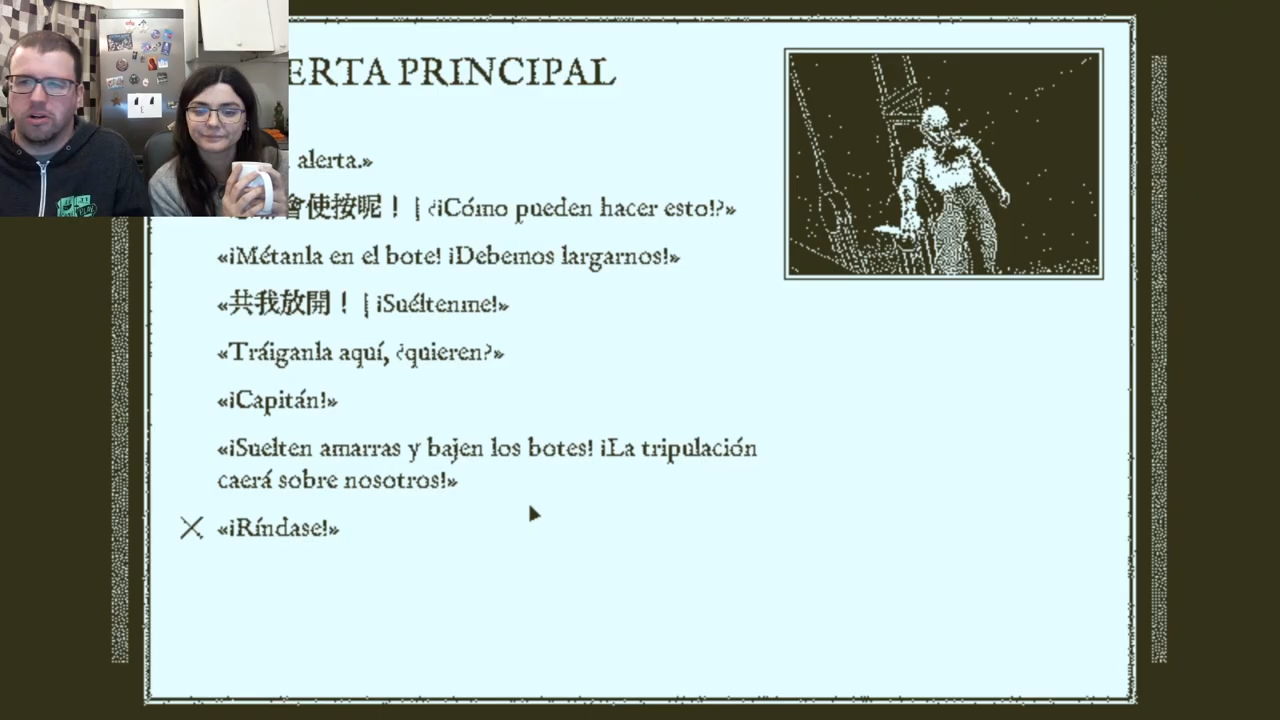 ERTA PRINCIPAL
alerta.»
會使按呢！ | ¿¡Cómo pueden hacer esto!?»
«¡Métanla en el bote! ¡Debemos largarnos!»
«共我放開！ | ¡Suéltenme!»
«Tráiganla aquí, ¿quieren?»
«¡Capitán!»
«¡Suelten amarras y bajen los botes! ¡La tripulación
caerá sobre nosotros!»
«¡Ríndase!»